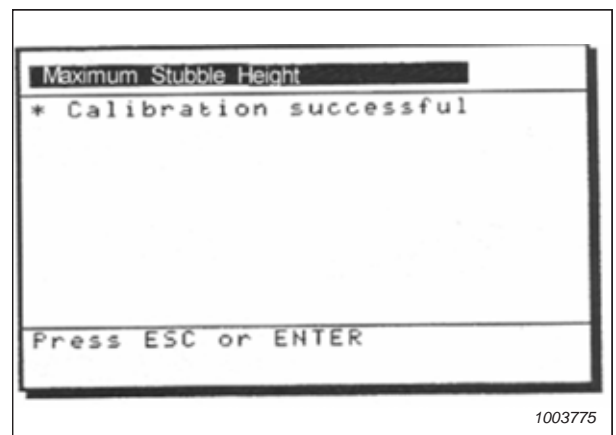 Maximum Stubble Height
* Calibration successful
Press ESC or ENTER
1003775